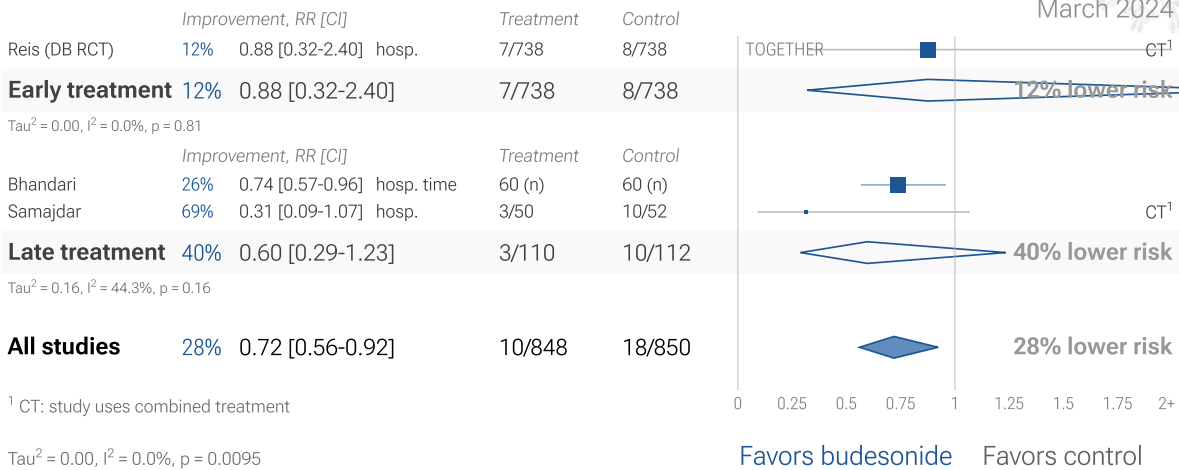 March 2024
Improvement, RR [CI] Treatment Control
Reis (DB RCT) 12% 0.88 [0.32-2.40] hosp. 7/738 8/738 TOGETHER CT¹
Early treatment 12% 0.88 [0.32-2.40] 7/738 8/738 12% lower risk
Tau² = 0.00, I² = 0.0%, p = 0.81
Improvement, RR [CI] Treatment Control
Bhandari 26% 0.74 [0.57-0.96] hosp. time 60 (n) 60 (n)
Samajdar 69% 0.31 [0.09-1.07] hosp. 3/50 10/52 CT¹
Late treatment 40% 0.60 [0.29-1.23] 3/110 10/112 40% lower risk
Tau² = 0.16, I² = 44.3%, p = 0.16
All studies 28% 0.72 [0.56-0.92] 10/848 18/850 28% lower risk
0 0.25 0.5 0.75 1 1.25 1.5 1.75 2+
¹ CT: study uses combined treatment
Tau² = 0.00, I² = 0.0%, p = 0.0095
Favors budesonide Favors control